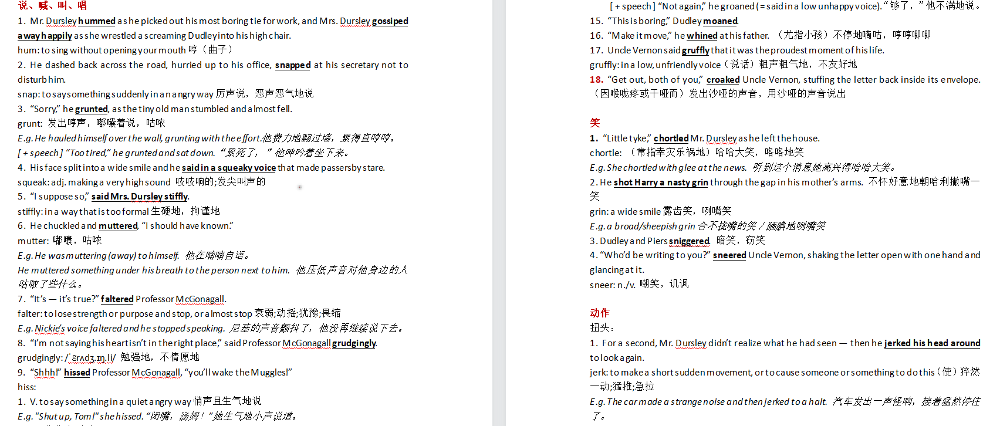 说、喊、叫、唱
1. Mr. Dursley hummed as he picked out his most boring tie for work, and Mrs. Dursley gossiped
away happily as she wrestled a screaming Dudley into his high chair.
hum: to sing without opening your mouth 哼（曲子）
2. He dashed back across the road, hurried up to his office, snapped at his secretary not to
disturb him.
snap: to say something suddenly in an angry way 厉声说，恶声恶气地说
3. “Sorry,” he grunted, as the tiny old man stumbled and almost fell.
grunt: 发出哼声，嘟囔着说，咕哝
E.g. He hauled himself over the wall, grunting with the effort.他费力地翻过墙，累得直哼哼。
[ + speech ] “Too tired,” he grunted and sat down. “累死了，”他呻吟着坐下来。
4. His face split into a wide smile and he said in a squeaky voice that made passersby stare.
squeak: adj. making a very high sound 吱吱响的;发尖叫声的
5. “I suppose so,” said Mrs. Dursley stiffly.
stiffly: in a way that is too formal 生硬地，拘谨地
6. He chuckled and muttered, “I should have known.”
mutter: 嘟囔，咕哝
E.g. He was muttering (away) to himself. 他在喃喃自语。
He muttered something under his breath to the person next to him. 他压低声音对他身边的人
咕哝了些什么。
7. “It’s — it’s true?” faltered Professor McGonagall.
falter: to lose strength or purpose and stop, or almost stop 衰弱;动摇;犹豫;畏缩
E.g. Nickie’s voice faltered and he stopped speaking. 尼基的声音颤抖了，他没再继续说下去。
8. “I’m not saying his heart isn’t in the right place,” said Professor McGonagall grudgingly.
grudgingly: /ˈɡrʌdʒ.ɪŋ.li/ 勉强地，不情愿地
9. “Shhh!” hissed Professor McGonagall, “you’ll wake the Muggles!”
hiss:
1. V. to say something in a quiet angry way 悄声且生气地说
E.g. "Shut up, Tom!" she hissed. “闭嘴，汤姆！”她生气地小声说道。
[ + speech ] “Not again,” he groaned ( = said in a low unhappy voice). “够了，”他不满地说。
15. “This is boring,” Dudley moaned.
16. “Make it move,” he whined at his father. （尤指小孩）不停地嘀咕，哼哼唧唧
17. Uncle Vernon said gruffly that it was the proudest moment of his life.
gruffly: in a low, unfriendly voice（说话）粗声粗气地，不友好地
18. “Get out, both of you,” croaked Uncle Vernon, stuffing the letter back inside its envelope.
（因喉咙疼或干哑而）发出沙哑的声音，用沙哑的声音说出
笑
1. “Little tyke,” chortled Mr. Dursley as he left the house.
chortle: （常指幸灾乐祸地）哈哈大笑，咯咯地笑
E.g. She chortled with glee at the news. 听到这个消息她高兴得哈哈大笑。
2. He shot Harry a nasty grin through the gap in his mother’s arms. 不怀好意地朝哈利撇嘴一
笑
grin: a wide smile 露齿笑，咧嘴笑
E.g. a broad/sheepish grin 合不拢嘴的笑 / 腼腆地咧嘴笑
3. Dudley and Piers sniggered. 暗笑，窃笑
4. “Who’d be writing to you?” sneered Uncle Vernon, shaking the letter open with one hand and
glancing at it.
sneer: n./v. 嘲笑，讥讽
动作
扭头：
1. For a second, Mr. Dursley didn’t realize what he had seen — then he jerked his head around
to look again.
jerk: to make a short sudden movement, or to cause someone or something to do this（使）猝然
一动;猛推;急拉
E.g. The car made a strange noise and then jerked to a halt. 汽车发出一声怪响，接着猛然停住
了。